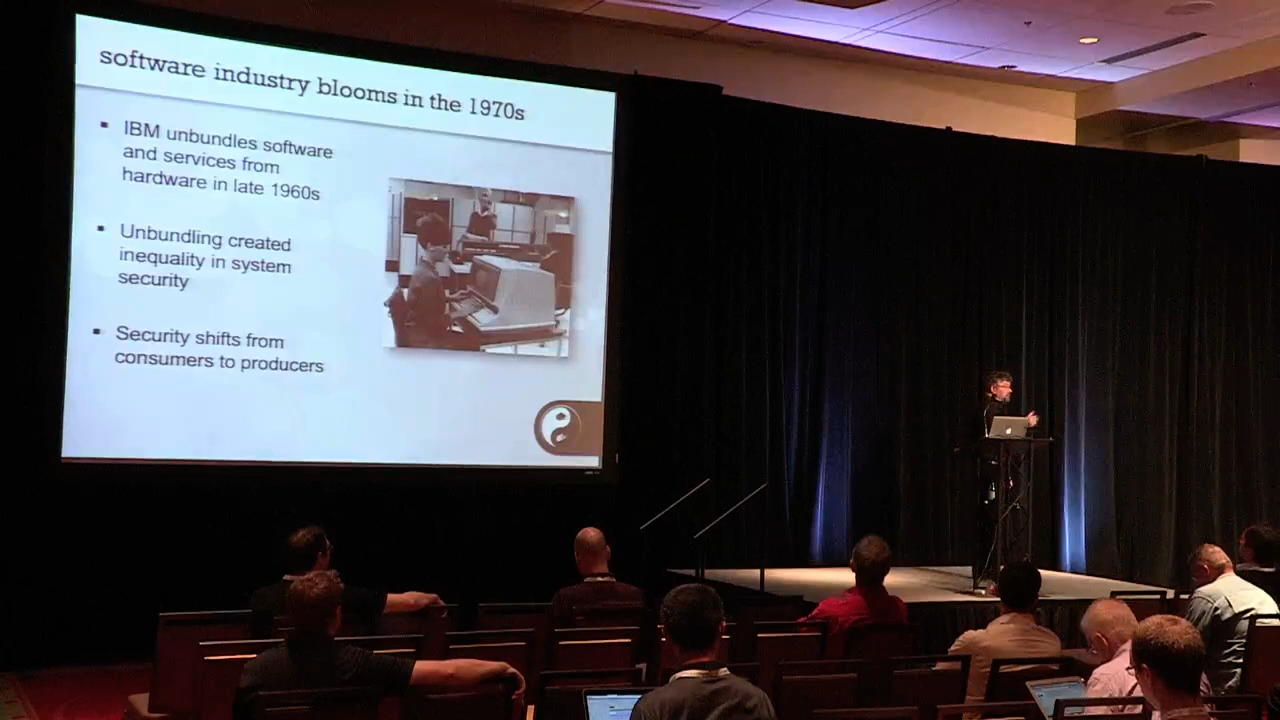 software industry blooms in the 1970s
IBM unbundles software
and services from
hardware in late 1960s
Unbundling created
inequality in system
security
Security shifts from
consumers to producers